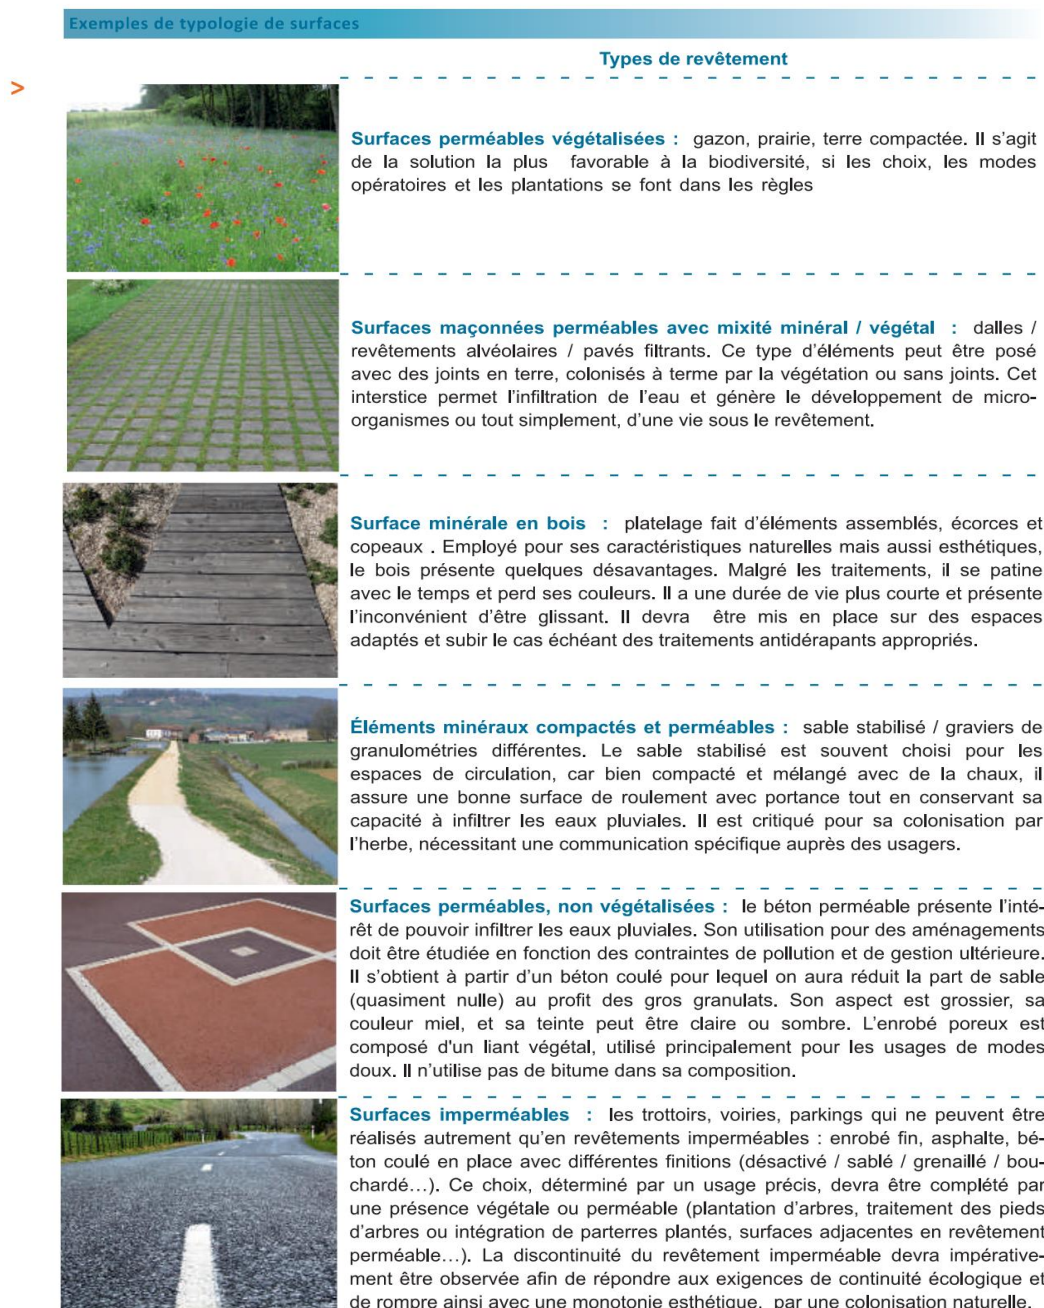 Exemples de typologie de surfaces
Types de revêtement
>
Surfaces perméables végétalisées : gazon, prairie, terre compactée. Il s’agit
de la solution la plus favorable à la biodiversité, si les choix, les modes
opératoires et les plantations se font dans les règles
Surfaces maçonnées perméables avec mixité minéral / végétal : dalles /
revêtements alvéolaires / pavés filtrants. Ce type d’éléments peut être posé
avec des joints en terre, colonisés à terme par la végétation ou sans joints. Cet
interstice permet l’infiltration de l’eau et génère le développement de micro-
organismes ou tout simplement, d’une vie sous le revêtement.
Surface minérale en bois : platelage fait d’éléments assemblés, écorces et
copeaux . Employé pour ses caractéristiques naturelles mais aussi esthétiques,
le bois présente quelques désavantages. Malgré les traitements, il se patine
avec le temps et perd ses couleurs. Il a une durée de vie plus courte et présente
l’inconvénient d’être glissant. Il devra être mis en place sur des espaces
adaptés et subir le cas échéant des traitements antidérapants appropriés.
Éléments minéraux compactés et perméables : sable stabilisé / graviers de
granulométries différentes. Le sable stabilisé est souvent choisi pour les
espaces de circulation, car bien compacté et mélangé avec de la chaux, il
assure une bonne surface de roulement avec portance tout en conservant sa
capacité à infiltrer les eaux pluviales. Il est critiqué pour sa colonisation par
l’herbe, nécessitant une communication spécifique auprès des usagers.
Surfaces perméables, non végétalisées : le béton perméable présente l’inté-
rêt de pouvoir infiltrer les eaux pluviales. Son utilisation pour des aménagements
doit être étudiée en fonction des contraintes de pollution et de gestion ultérieure.
Il s’obtient à partir d’un béton coulé pour lequel on aura réduit la part de sable
(quasiment nulle) au profit des gros granulats. Son aspect est grossier, sa
couleur miel, et sa teinte peut être claire ou sombre. L’enrobé poreux est
composé d'un liant végétal, utilisé principalement pour les usages de modes
doux. Il n’utilise pas de bitume dans sa composition.
Surfaces imperméables : les trottoirs, voiries, parkings qui ne peuvent être
réalisés autrement qu’en revêtements imperméables : enrobé fin, asphalte, bé-
ton coulé en place avec différentes finitions (désactivé / sablé / grenaillé / bou-
chardé…). Ce choix, déterminé par un usage précis, devra être complété par
une présence végétale ou perméable (plantation d’arbres, traitement des pieds
d’arbres ou intégration de parterres plantés, surfaces adjacentes en revêtement
perméable…). La discontinuité du revêtement imperméable devra impérative-
ment être observée afin de répondre aux exigences de continuité écologique et
de rompre ainsi avec une monotonie esthétique, par une colonisation naturelle.